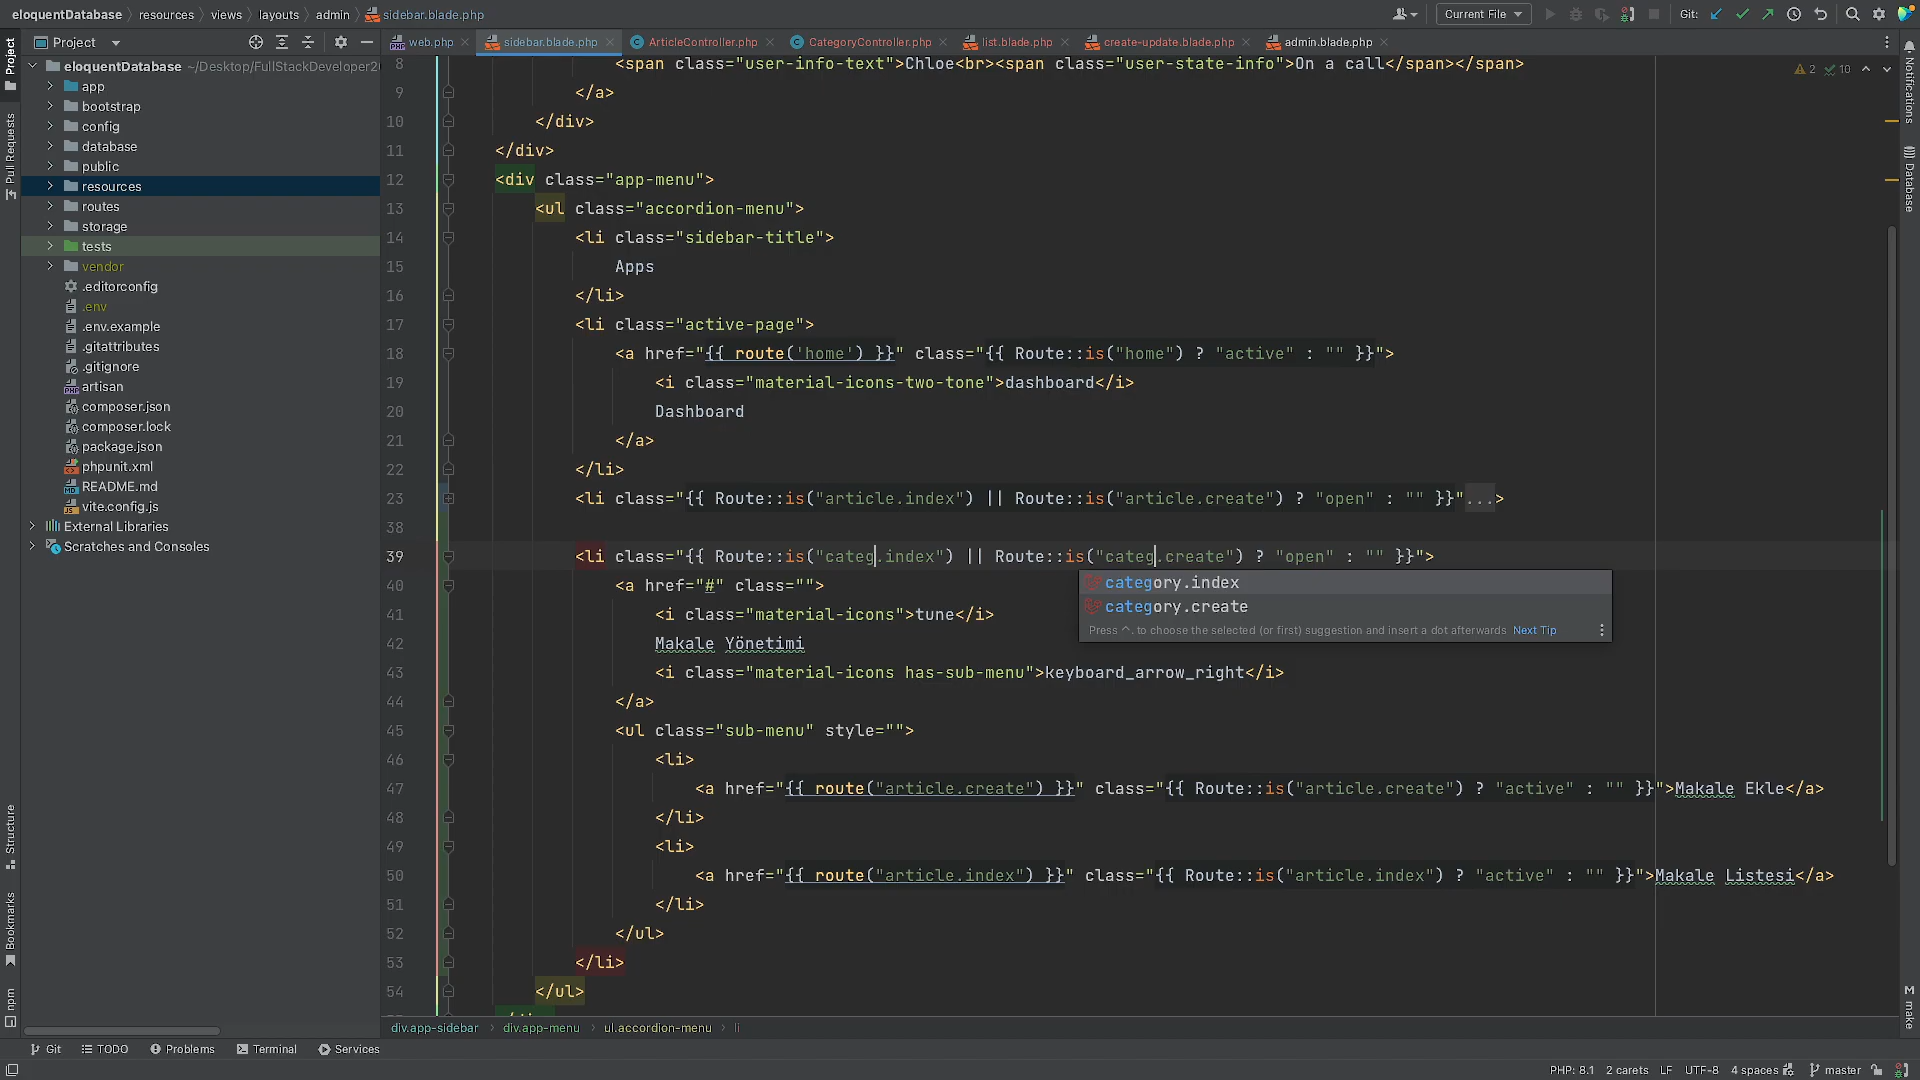 eloquentDatabase resources views layouts admin sidebar.blade.php
Current File
Git:
Project
web.php
sidebar.blade.php
ArticleController.php
CategoryController.php
list.blade.php
create-update.blade.php
admin.blade.php
eloquentDatabase ~/Desktop/FullStackDeveloper2
app
bootstrap
config
database
public
resources
routes
storage
tests
vendor
.editorconfig
.env
.env.example
.gitattributes
.gitignore
artisan
composer.json
composer.lock
package.json
phpunit.xml
README.md
vite.config.js
External Libraries
Scratches and Consoles
Project
Pull Requests
Structure
Bookmarks
npm
2 10
8 <span class="user-info-text">Chloe<br><span class="user-state-info">On a call</span></span>
9 </a>
10 </div>
11 </div>
12 <div class="app-menu">
13 <ul class="accordion-menu">
14 <li class="sidebar-title">
15 Apps
16 </li>
17 <li class="active-page">
18 <a href="{{ route('home') }}" class="{{ Route::is("home") ? "active" : "" }}">
19 <i class="material-icons-two-tone">dashboard</i>
20 Dashboard
21 </a>
22 </li>
23 <li class="{{ Route::is("article.index") || Route::is("article.create") ? "open" : "" }}"...>
38
39 <li class="{{ Route::is("categ.index") || Route::is("categ.create") ? "open" : "" }}">
40 <a href="#" class="">
41 <i class="material-icons">tune</i>
42 Makale Yönetimi
43 <i class="material-icons has-sub-menu">keyboard_arrow_right</i>
44 </a>
45 <ul class="sub-menu" style="">
46 <li>
47 <a href="{{ route("article.create") }}" class="{{ Route::is("article.create") ? "active" : "" }}">Makale Ekle</a>
48 </li>
49 <li>
50 <a href="{{ route("article.index") }}" class="{{ Route::is("article.index") ? "active" : "" }}">Makale Listesi</a>
51 </li>
52 </ul>
53 </li>
54 </ul>
category.index
category.create
Press ^. to choose the selected (or first) suggestion and insert a dot afterwards Next Tip
Notifications
Database
M make
div.app-sidebar div.app-menu ul.accordion-menu li
Git TODO Problems Terminal Services
PHP: 8.1 2 carets LF UTF-8 4 spaces master